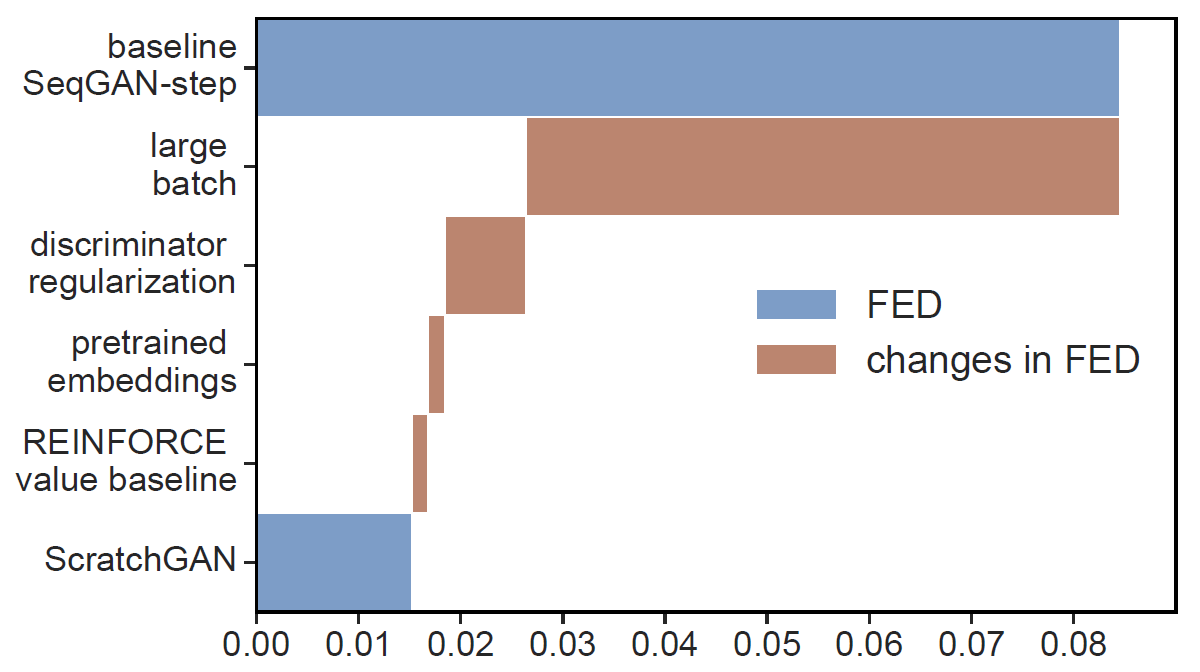 baseline
SeqGAN-step
large
batch
discriminator
regularization
pretrained
embeddings
REINFORCE
value baseline
ScratchGAN
FED
changes in FED
0.00 0.01 0.02 0.03 0.04 0.05 0.06 0.07 0.08